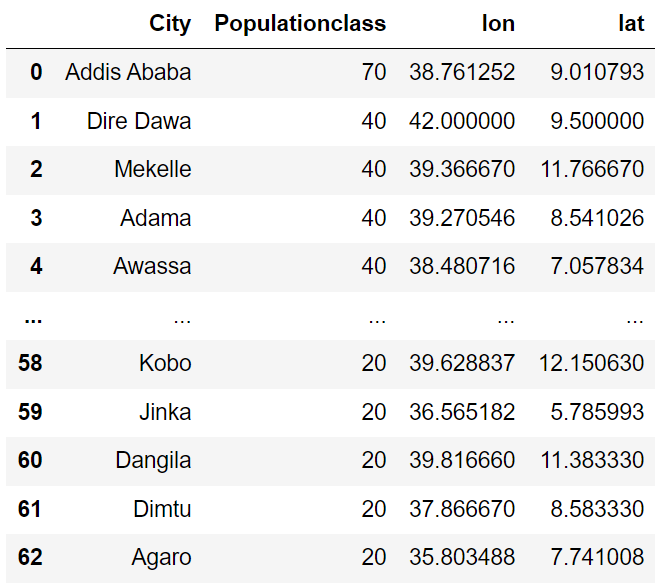 City Populationclass lon lat
0 Addis Ababa 70 38.761252 9.010793
1 Dire Dawa 40 42.000000 9.500000
2 Mekelle 40 39.366670 11.766670
3 Adama 40 39.270546 8.541026
4 Awassa 40 38.480716 7.057834
... ... ... ... ...
58 Kobo 20 39.628837 12.150630
59 Jinka 20 36.565182 5.785993
60 Dangila 20 39.816660 11.383330
61 Dimtu 20 37.866670 8.583330
62 Agaro 20 35.803488 7.741008